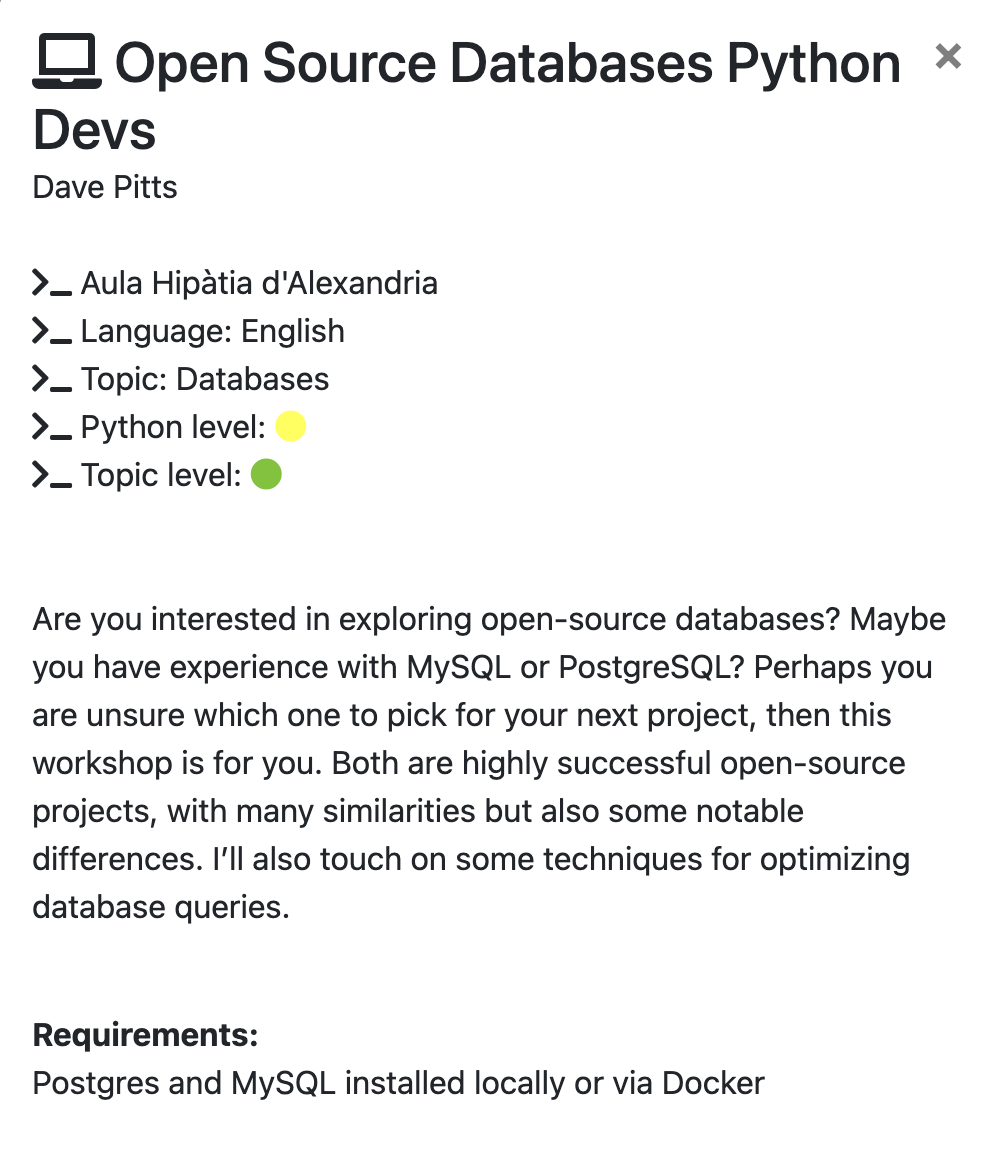 Open Source Databases Python
Devs
Dave Pitts
Aula Hipàtia d'Alexandria
Language: English
Topic: Databases
Python level:
Topic level:
Are you interested in exploring open-source databases? Maybe
you have experience with MySQL or PostgreSQL? Perhaps you
are unsure which one to pick for your next project, then this
workshop is for you. Both are highly successful open-source
projects, with many similarities but also some notable
differences. I’ll also touch on some techniques for optimizing
database queries.
Requirements:
Postgres and MySQL installed locally or via Docker